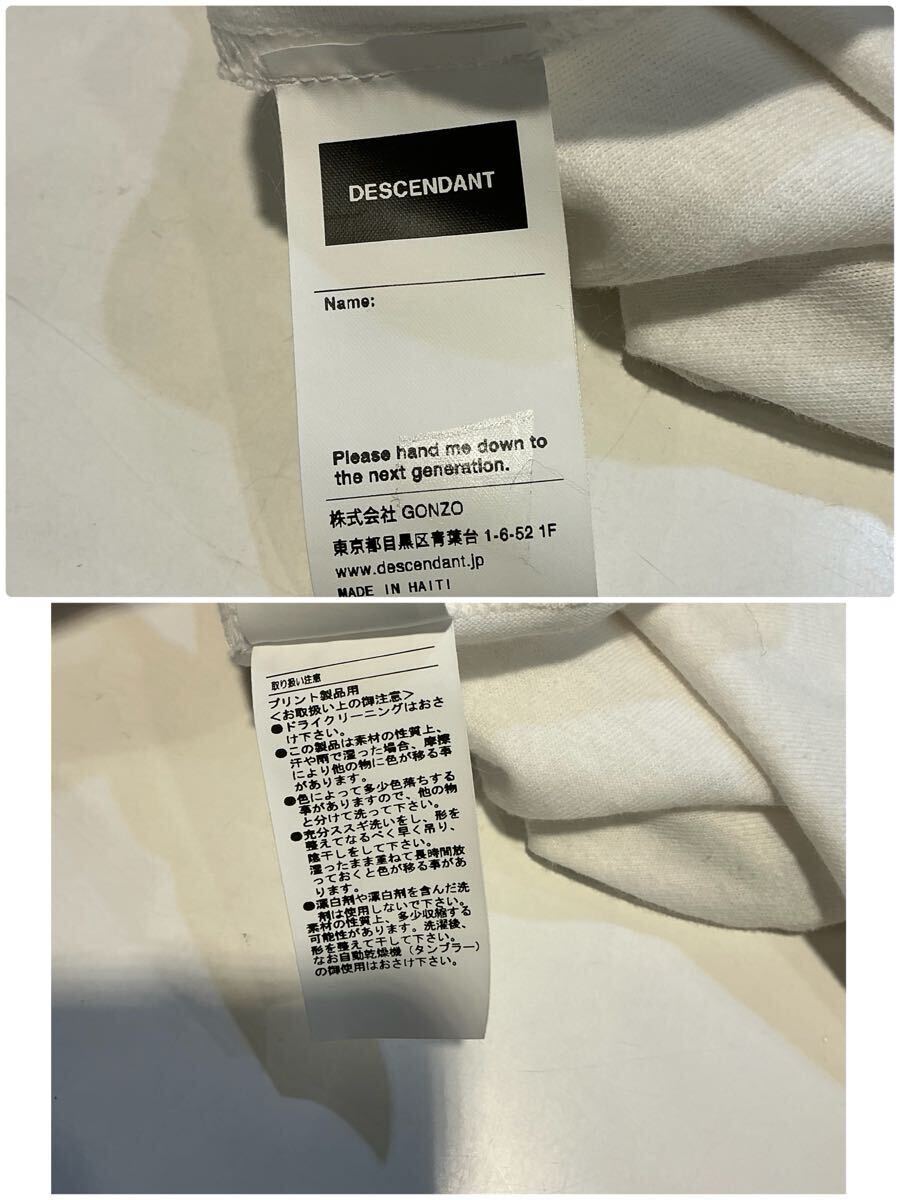 DESCENDANT
Name:
Please hand me down to
the next generation.
株式会社 GONZO
東京都目黒区青葉台 1-6-52 1F
www.descendant.jp
MADE IN HAITI
取り扱い注意
プリント製品用
<お取扱い上の御注意>
●ドライクリーニングはおさ
け下さい。
●この製品は素材の性質上、
汗や雨で湿った場合、摩擦
により他の物に色が移る事
があります。
●色によって多少色落ちする
事がありますので、他の物
と分けて洗って下さい。
●充分ススギ洗いをし、形を
整えてなるべく早く吊り、
陰干しをして下さい。
湿ったまま重ねて長時間放
っておくと色が移る事があ
ります。
●漂白剤や漂白剤を含んだ洗
剤は使用しないで下さい。
素材の性質上、多少収縮する
可能性があります。洗濯後、
形を整えて干して下さい。
なお自動乾燥機（タンブラー）
の御使用はおさけ下さい。